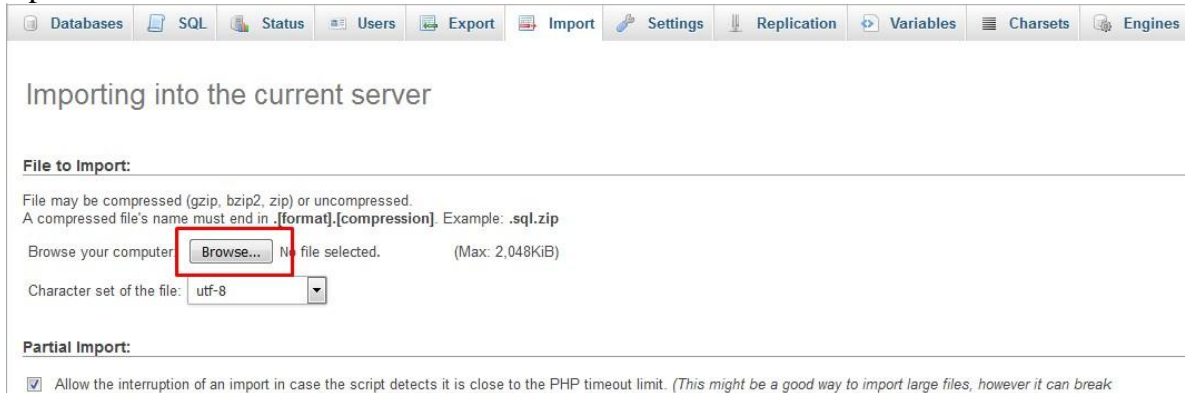 Databases SQL Status Users Export Import Settings Replication Variables Charsets Engines
Importing into the current server
File to Import:
File may be compressed (gzip, bzip2, zip) or uncompressed.
A compressed file's name must end in .[format].[compression]. Example: .sql.zip
Browse your computer: Browse... No file selected. (Max: 2,048KiB)
Character set of the file: utf-8
Partial Import:
Allow the interruption of an import in case the script detects it is close to the PHP timeout limit. (This might be a good way to import large files, however it can break